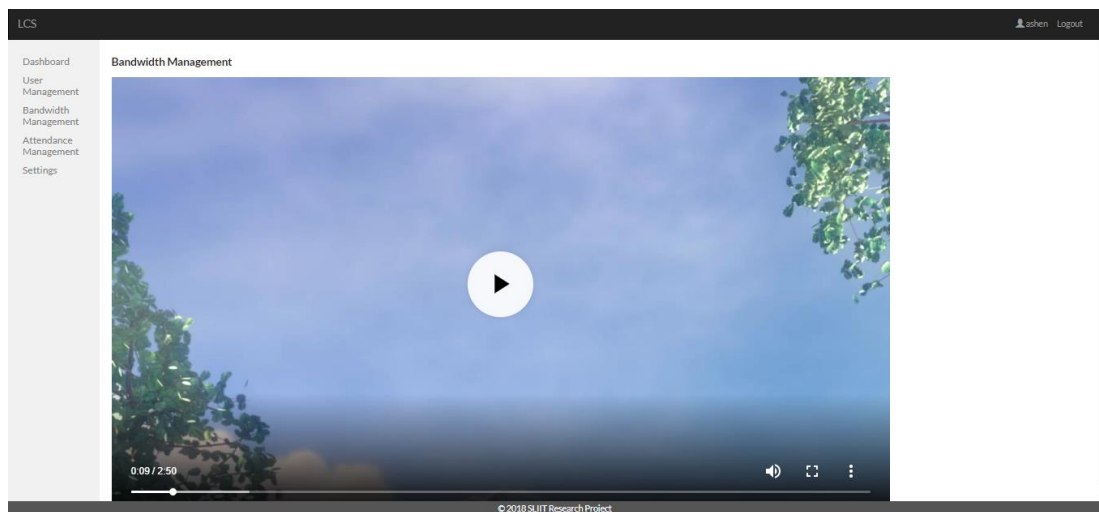 LCS
ashen Logout
Dashboard
User
Management
Bandwidth
Management
Attendance
Management
Settings
Bandwidth Management
0:09 / 2:50
© 2018 SLIIT Research Project